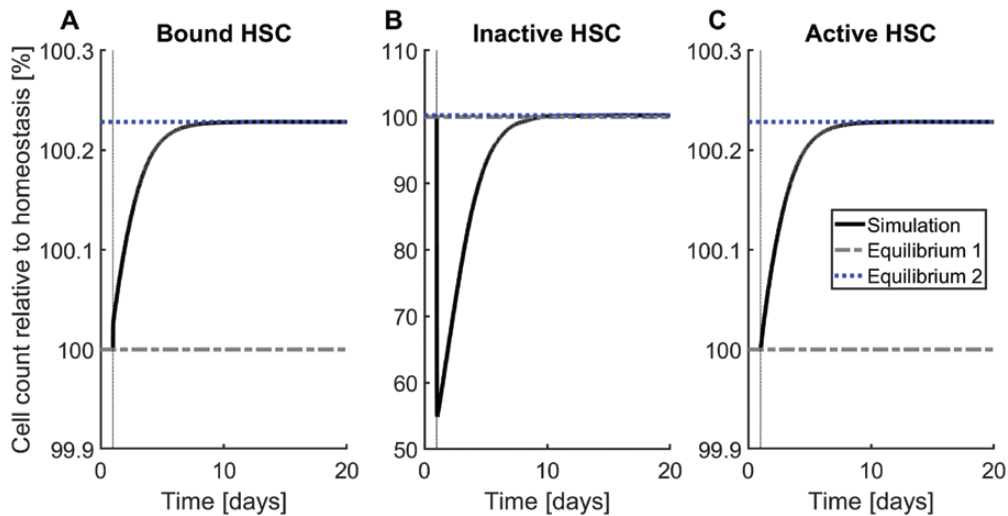 A
Bound HSC
B
Inactive HSC
C
Active HSC
Cell count relative to homeostasis [%]
100.3
100.2
100.1
100
99.9
0
10
20
Time [days]
110
100
90
80
70
60
50
0
10
20
Time [days]
100.3
100.2
100.1
100
99.9
0
10
20
Time [days]
Simulation
Equilibrium 1
Equilibrium 2